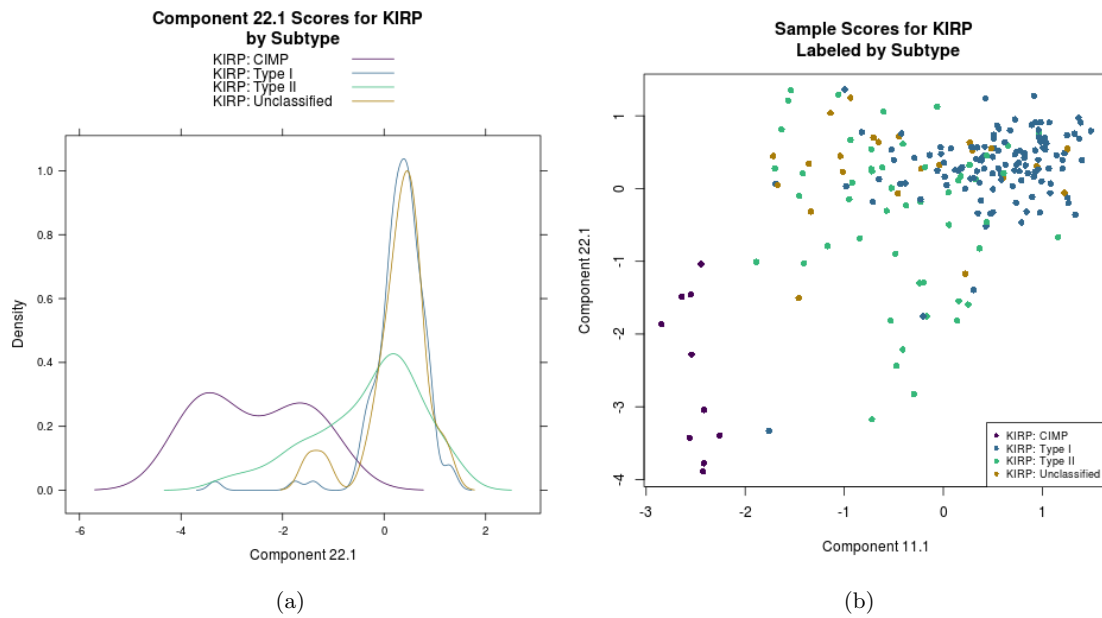 Component 22.1 Scores for KIRP
by Subtype
KIRP: CIMP
KIRP: Type I
KIRP: Type II
KIRP: Unclassified
1.0
0.8
0.6
0.4
0.2
0.0
Density
-6
-4
-2
0
2
Component 22.1
(a)
Sample Scores for KIRP
Labeled by Subtype
1
0
-1
-2
-3
-4
Component 22.1
KIRP: CIMP
KIRP: Type I
KIRP: Type II
KIRP: Unclassified
-3
-2
-1
0
1
Component 11.1
(b)